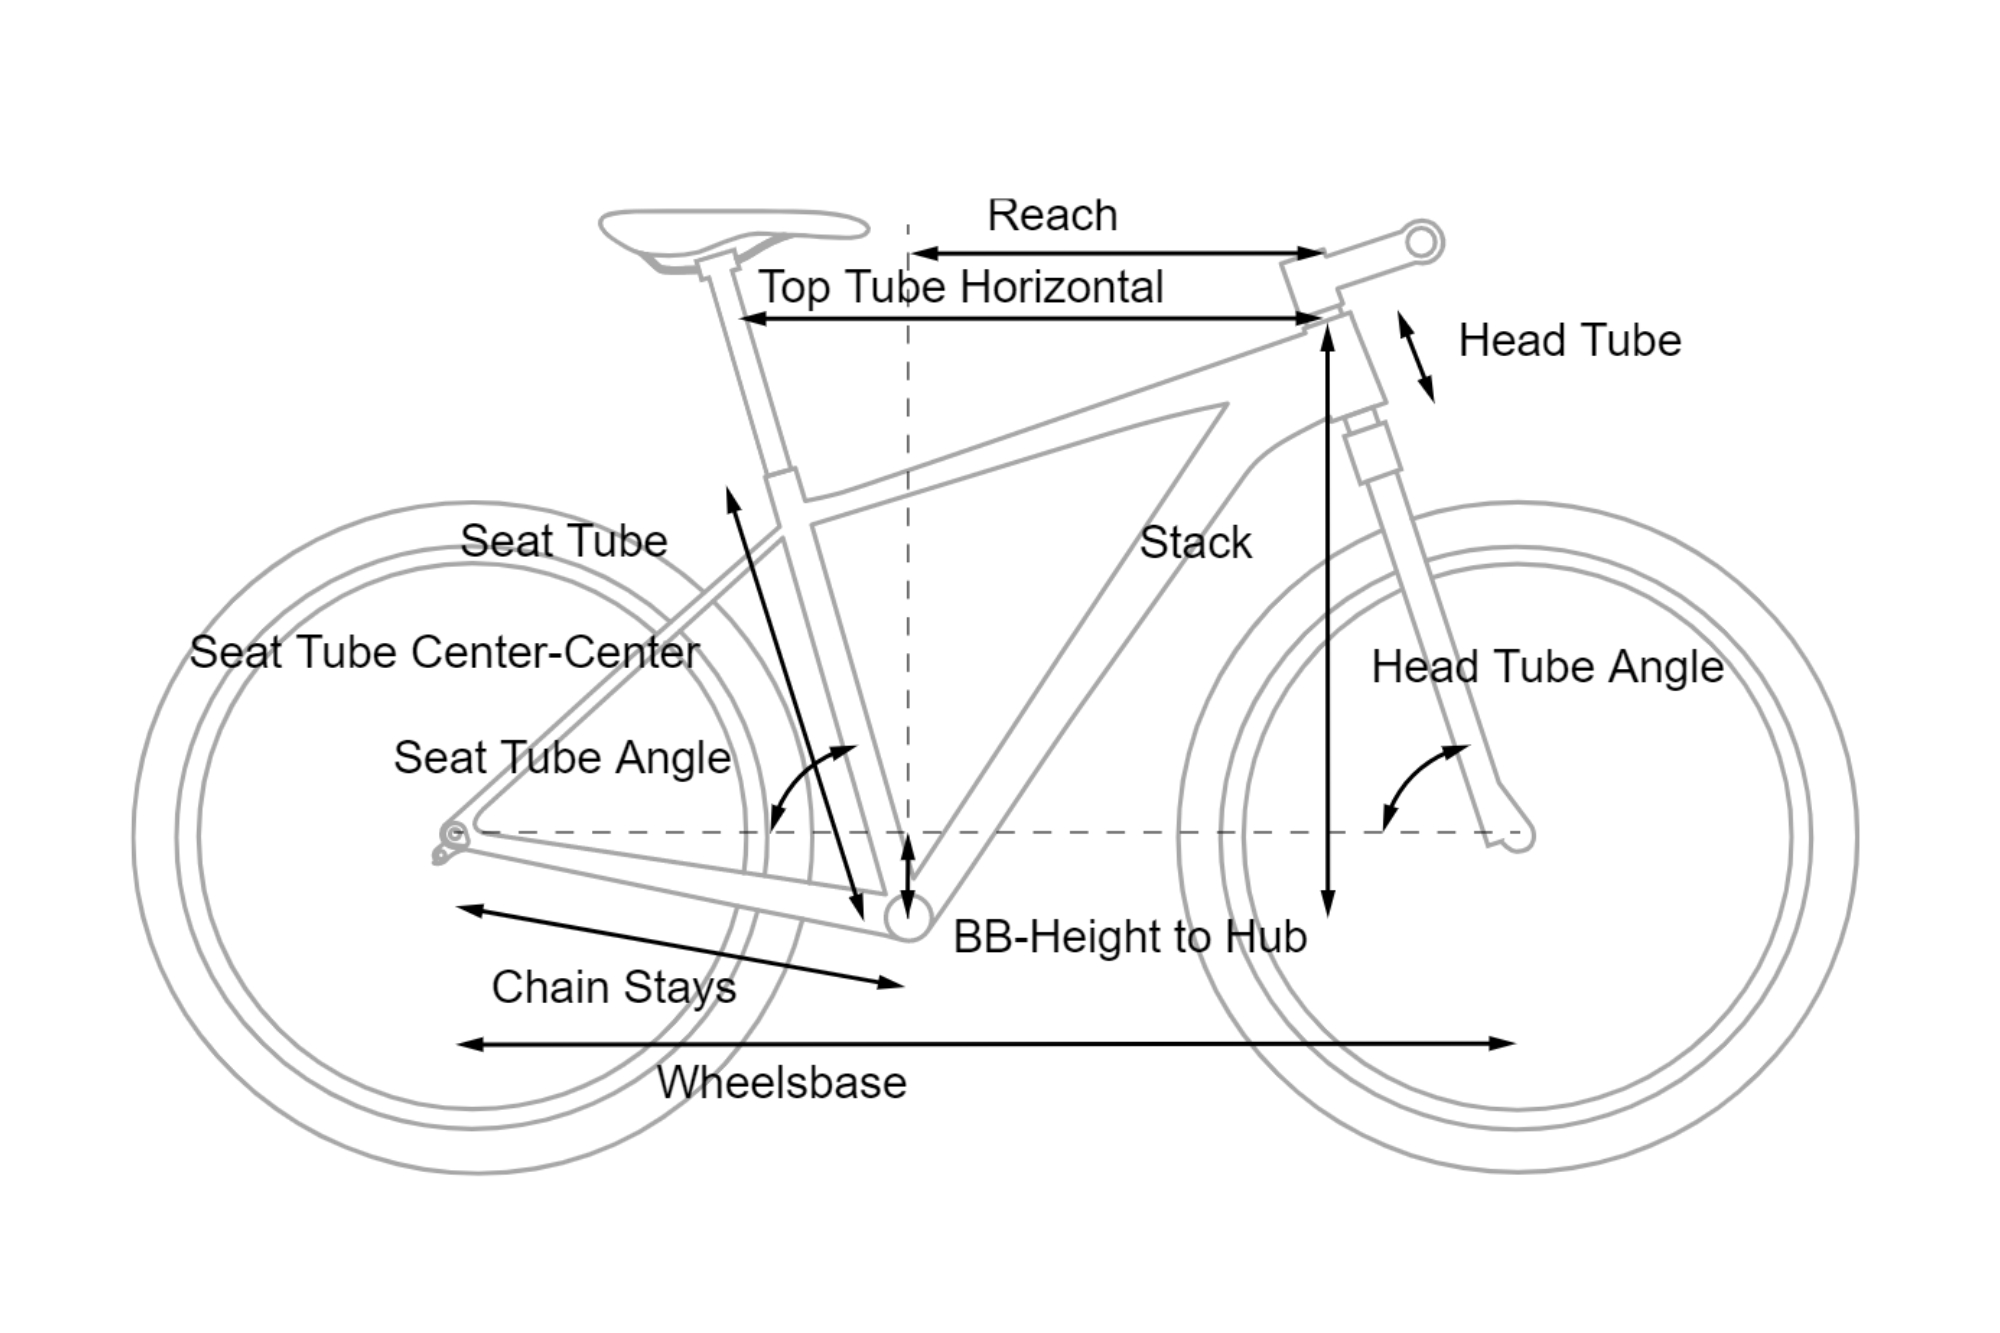 Reach
Top Tube Horizontal
Head Tube
Seat Tube
Stack
Seat Tube Center-Center
Head Tube Angle
Seat Tube Angle
BB-Height to Hub
Chain Stays
Wheelsbase